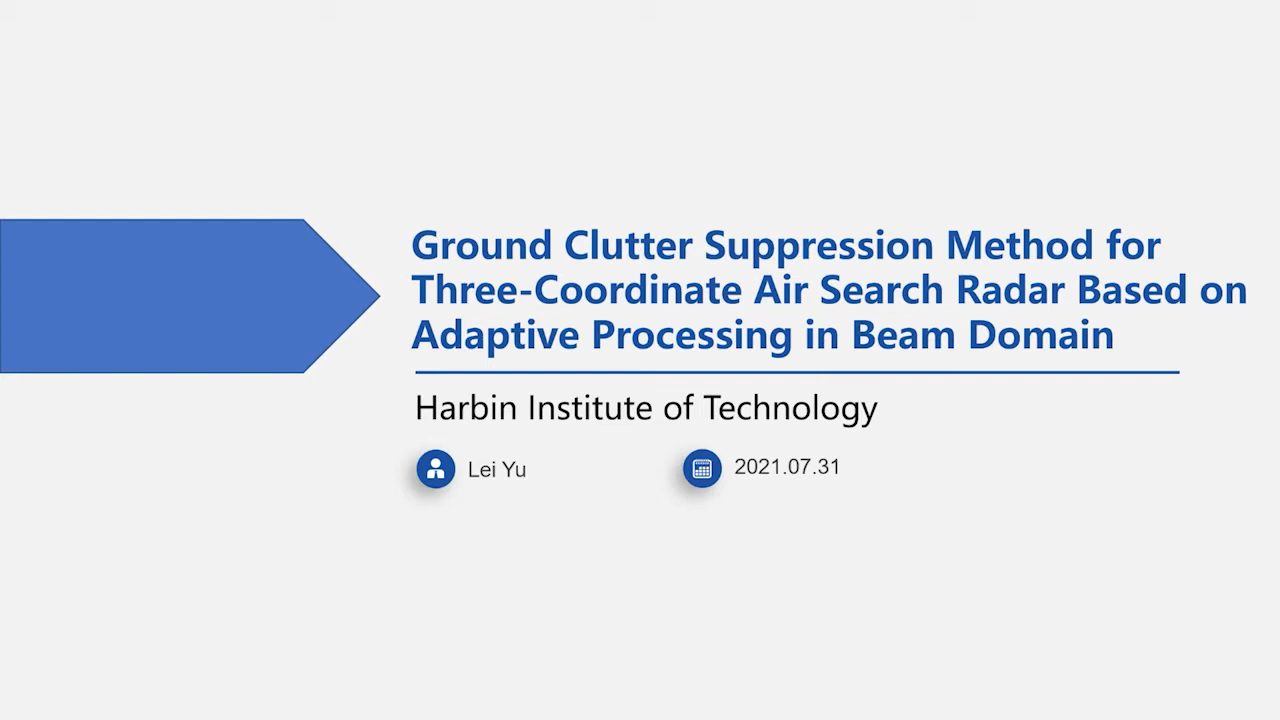 Ground Clutter Suppression Method for
Three-Coordinate Air Search Radar Based on
Adaptive Processing in Beam Domain
Harbin Institute of Technology
Lei Yu
2021.07.31